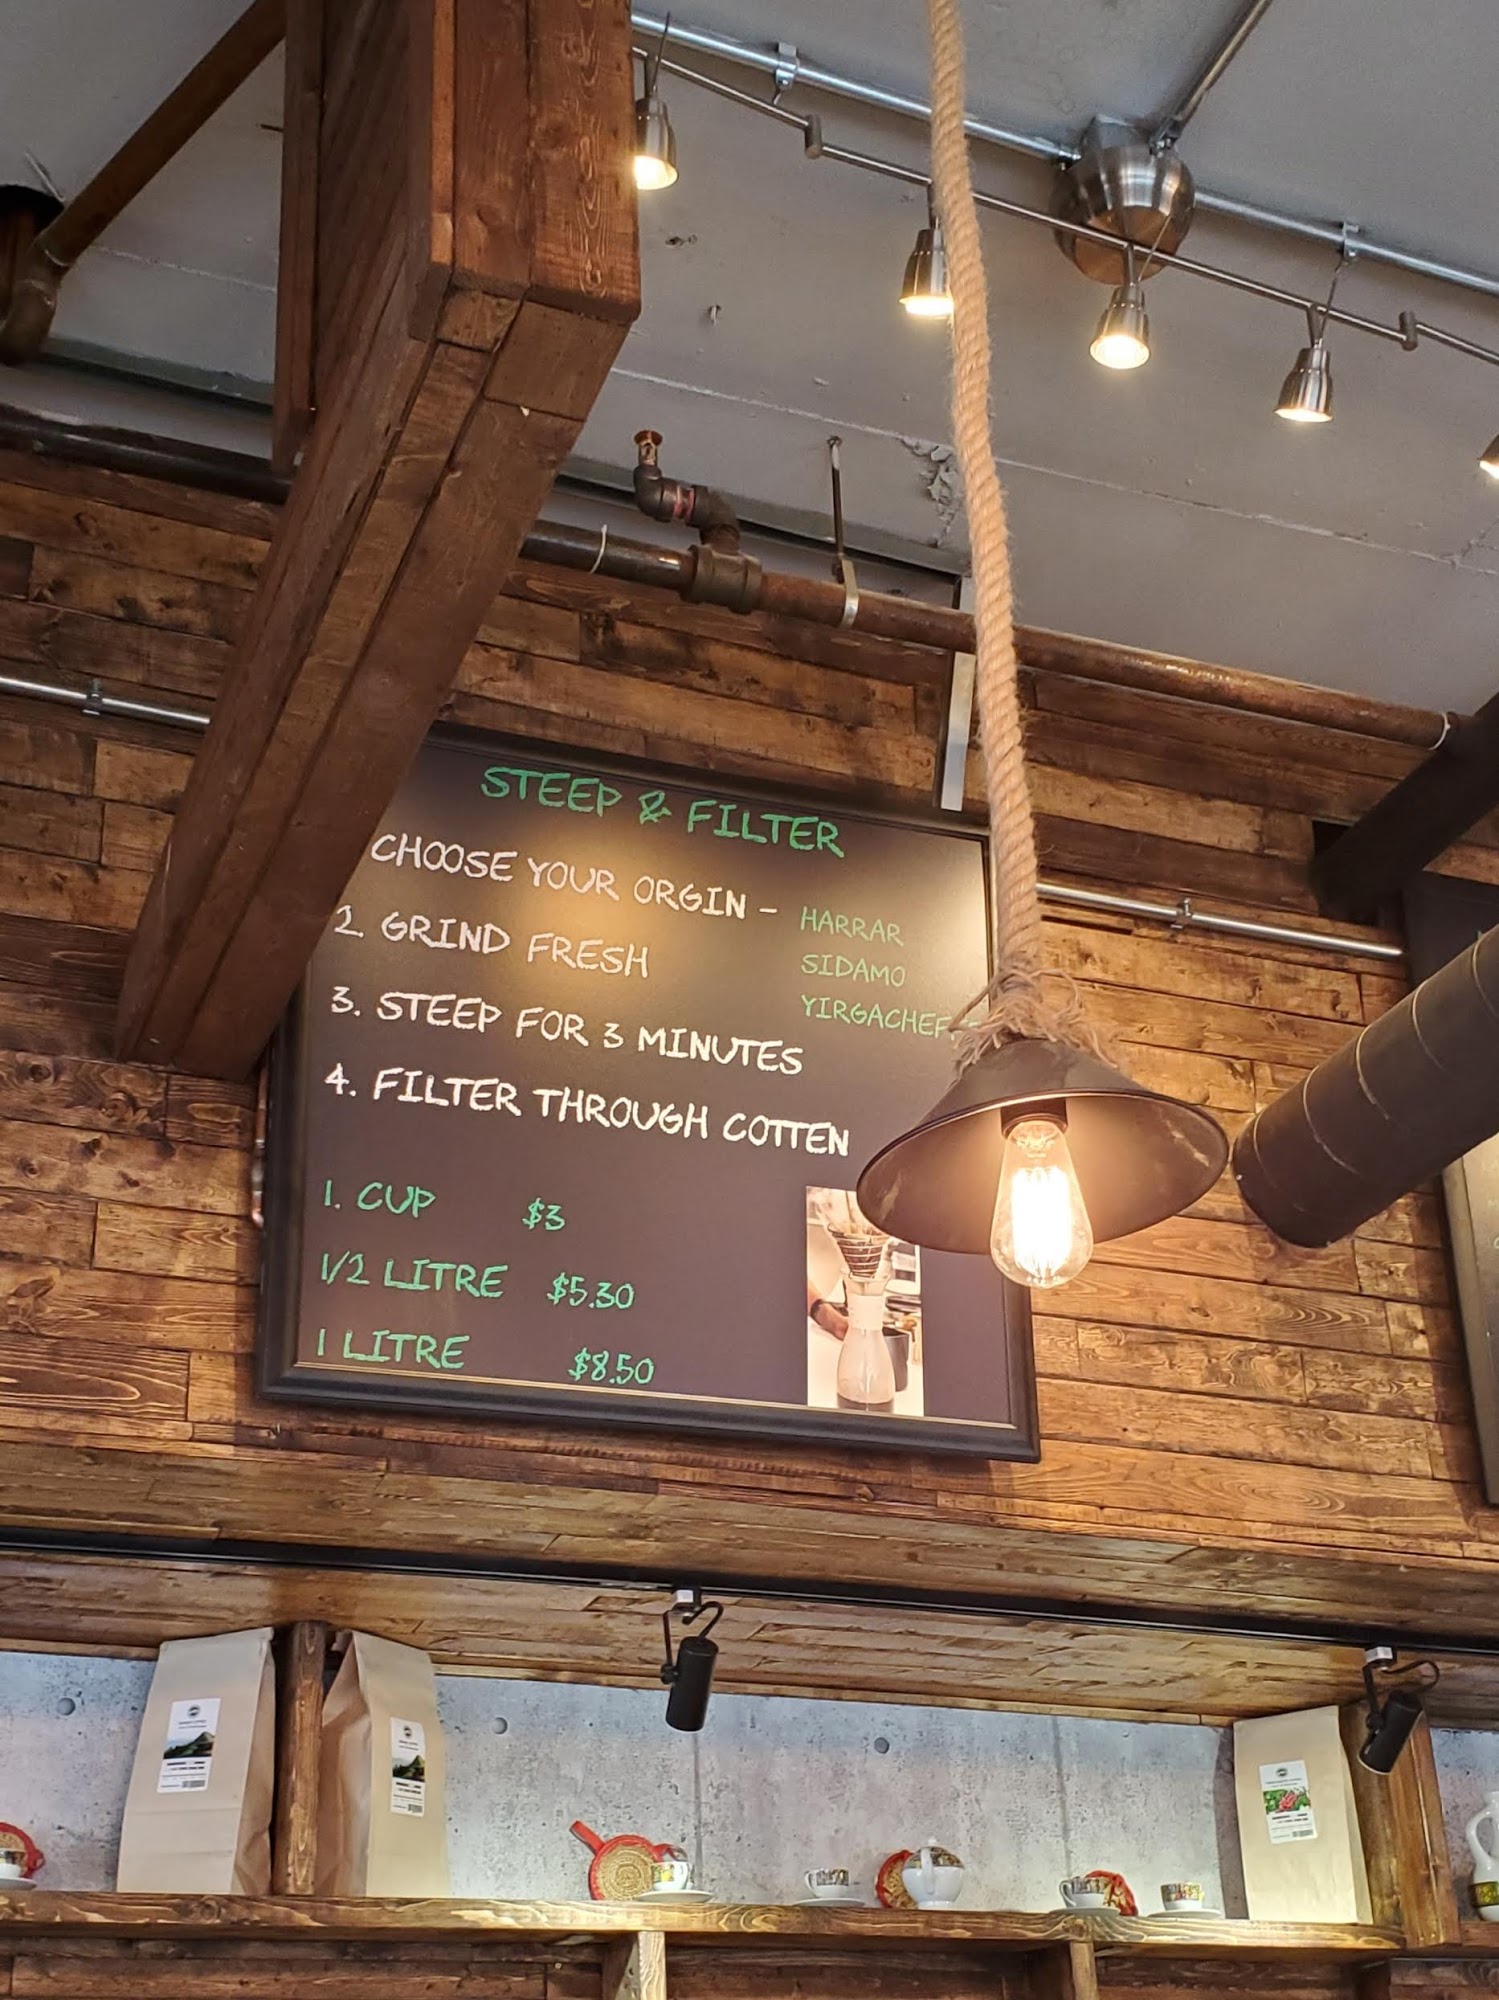 STEEP & FILTER
CHOOSE YOUR ORGIN -
HARRAR
SIDAMO
2. GRIND FRESH
3. STEEP FOR 3 MINUTES
4. FILTER THROUGH COTTEN
1. CUP $3
1/2 LITRE $5.30
1 LITRE $8.50